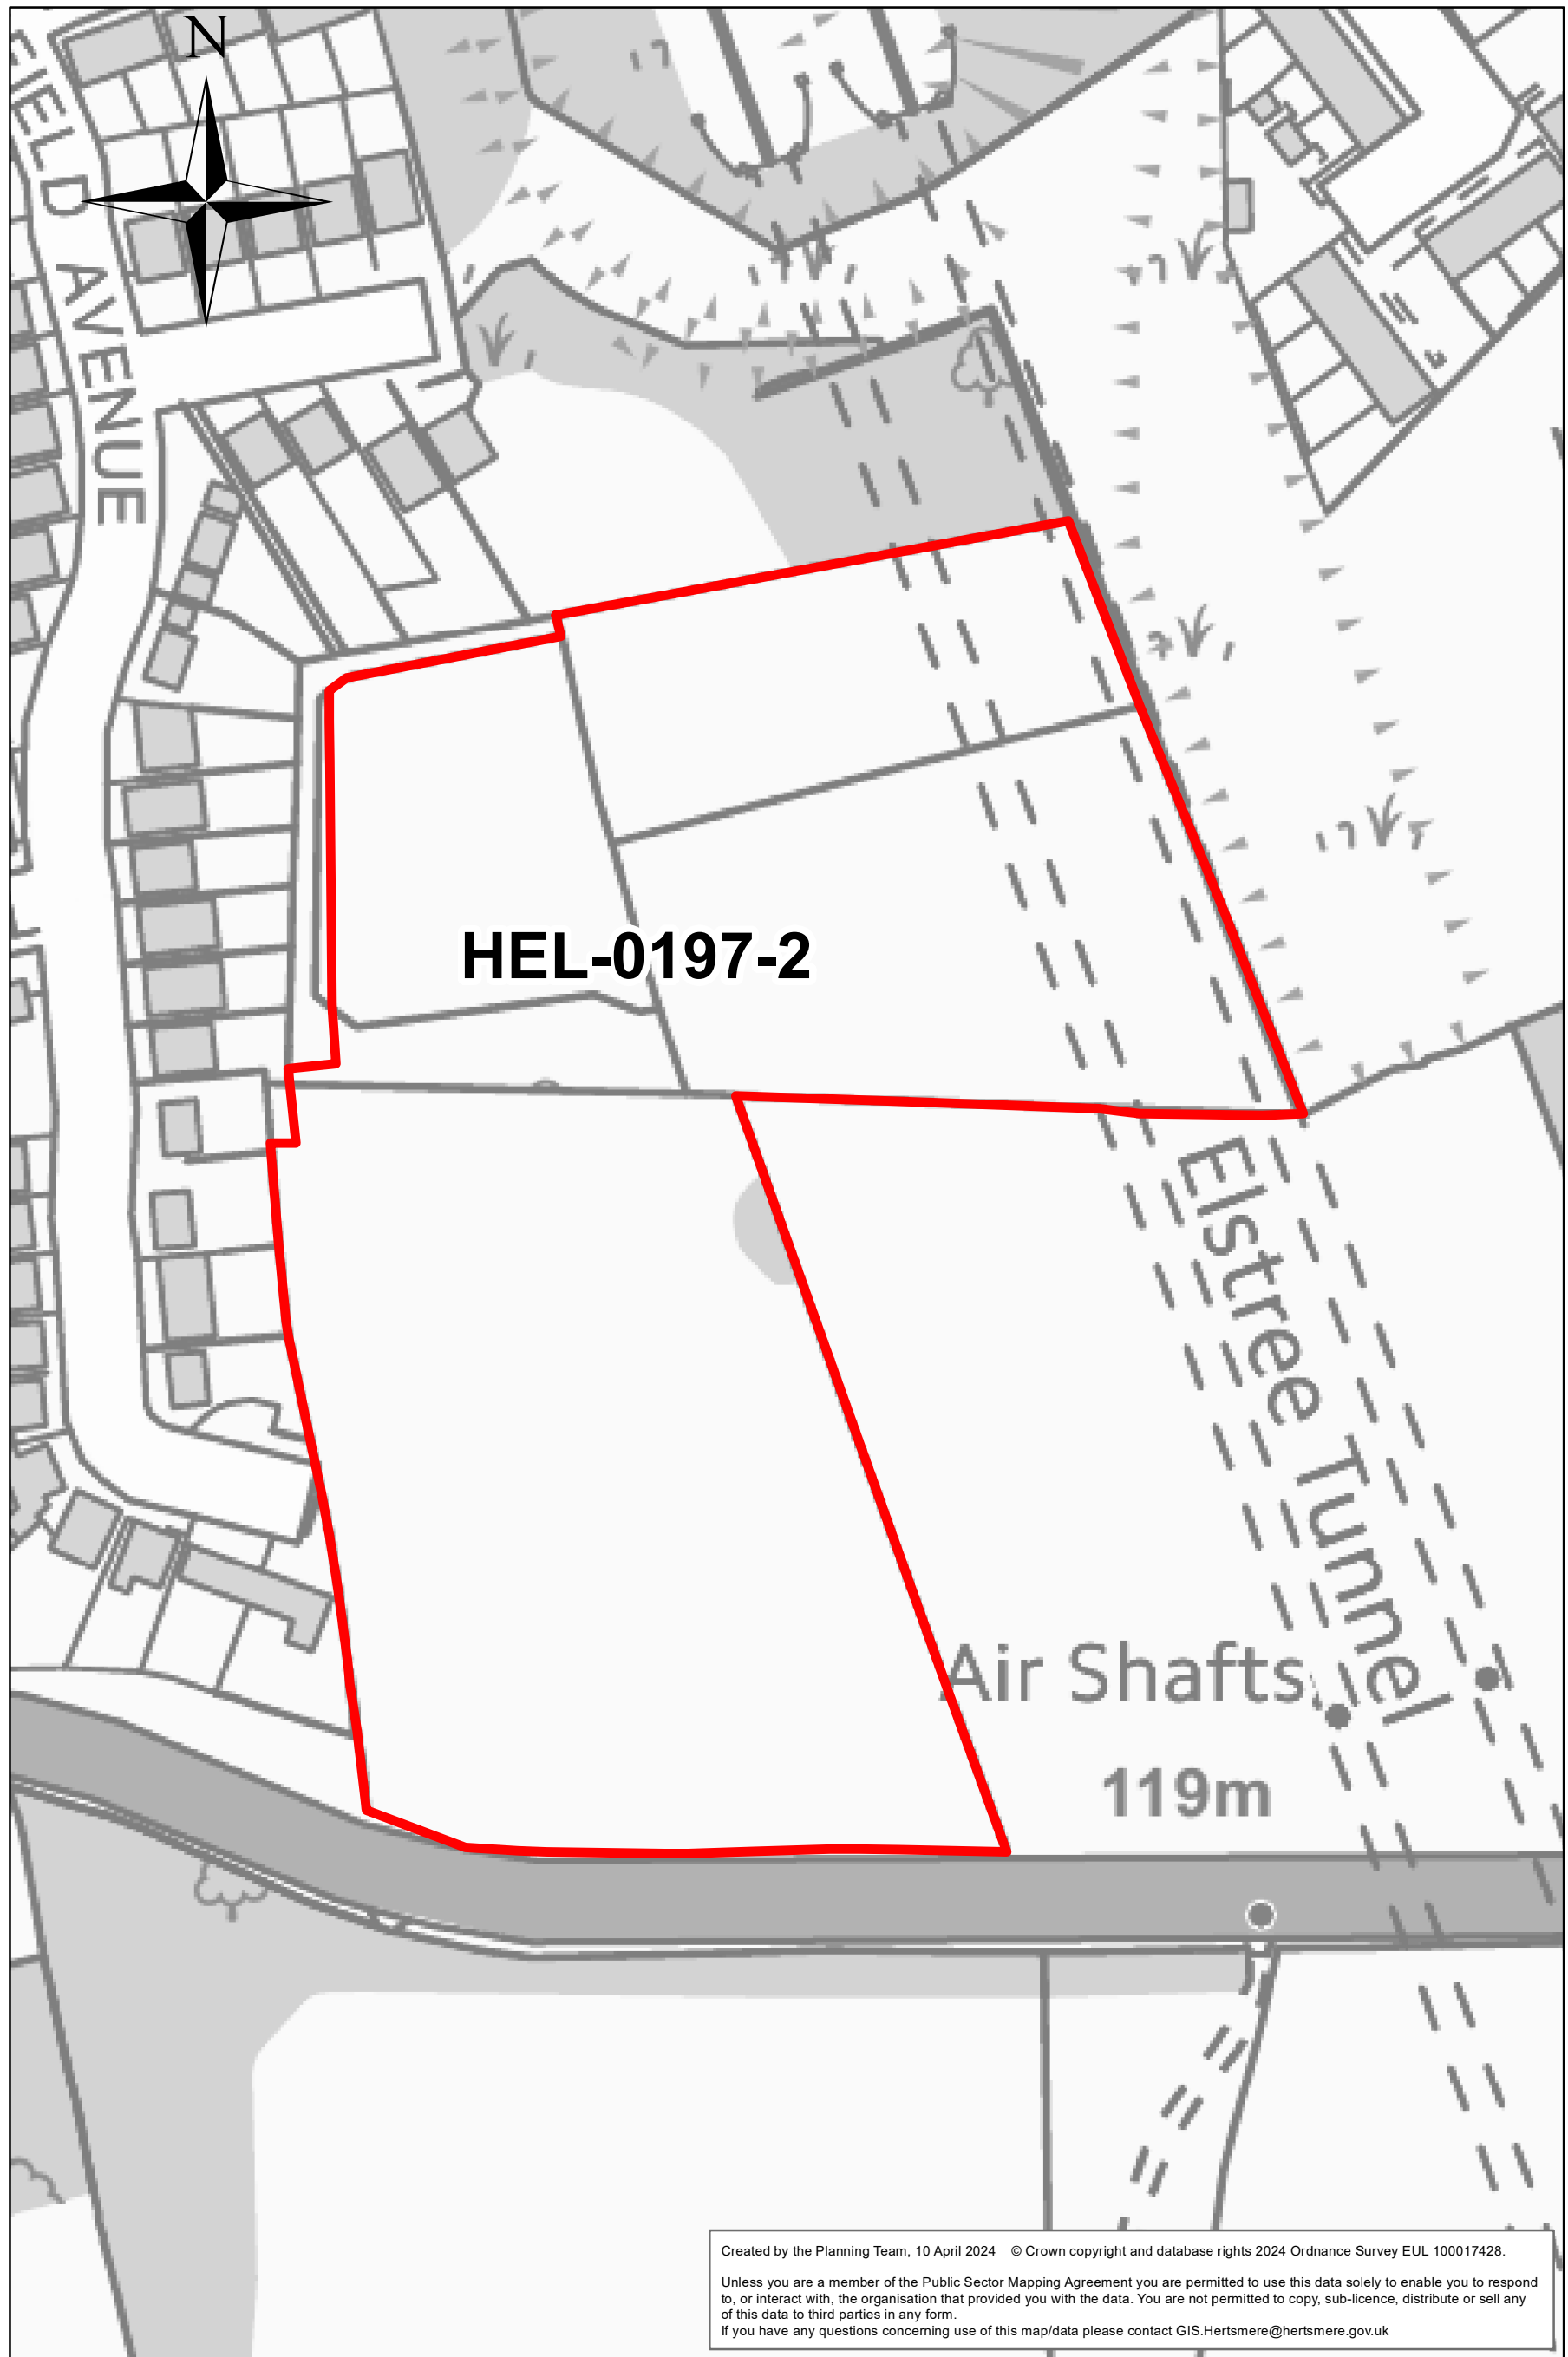 N
FIELD AVENUE
HEL-0197-2
Elstree Tunnel
Air Shafts
119m
Created by the Planning Team, 10 April 2024 © Crown copyright and database rights 2024 Ordnance Survey EUL 100017428.
Unless you are a member of the Public Sector Mapping Agreement you are permitted to use this data solely to enable you to respond
to, or interact with, the organisation that provided you with the data. You are not permitted to copy, sub-licence, distribute or sell any
of this data to third parties in any form.
If you have any questions concerning use of this map/data please contact GIS.Hertsmere@hertsmere.gov.uk